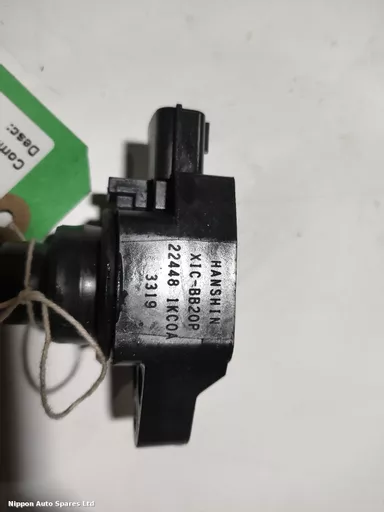 HANSHIN
XIC-BB20P
22448 1KC0A
3319
Com
Desc:
Nippon Auto Spares Ltd